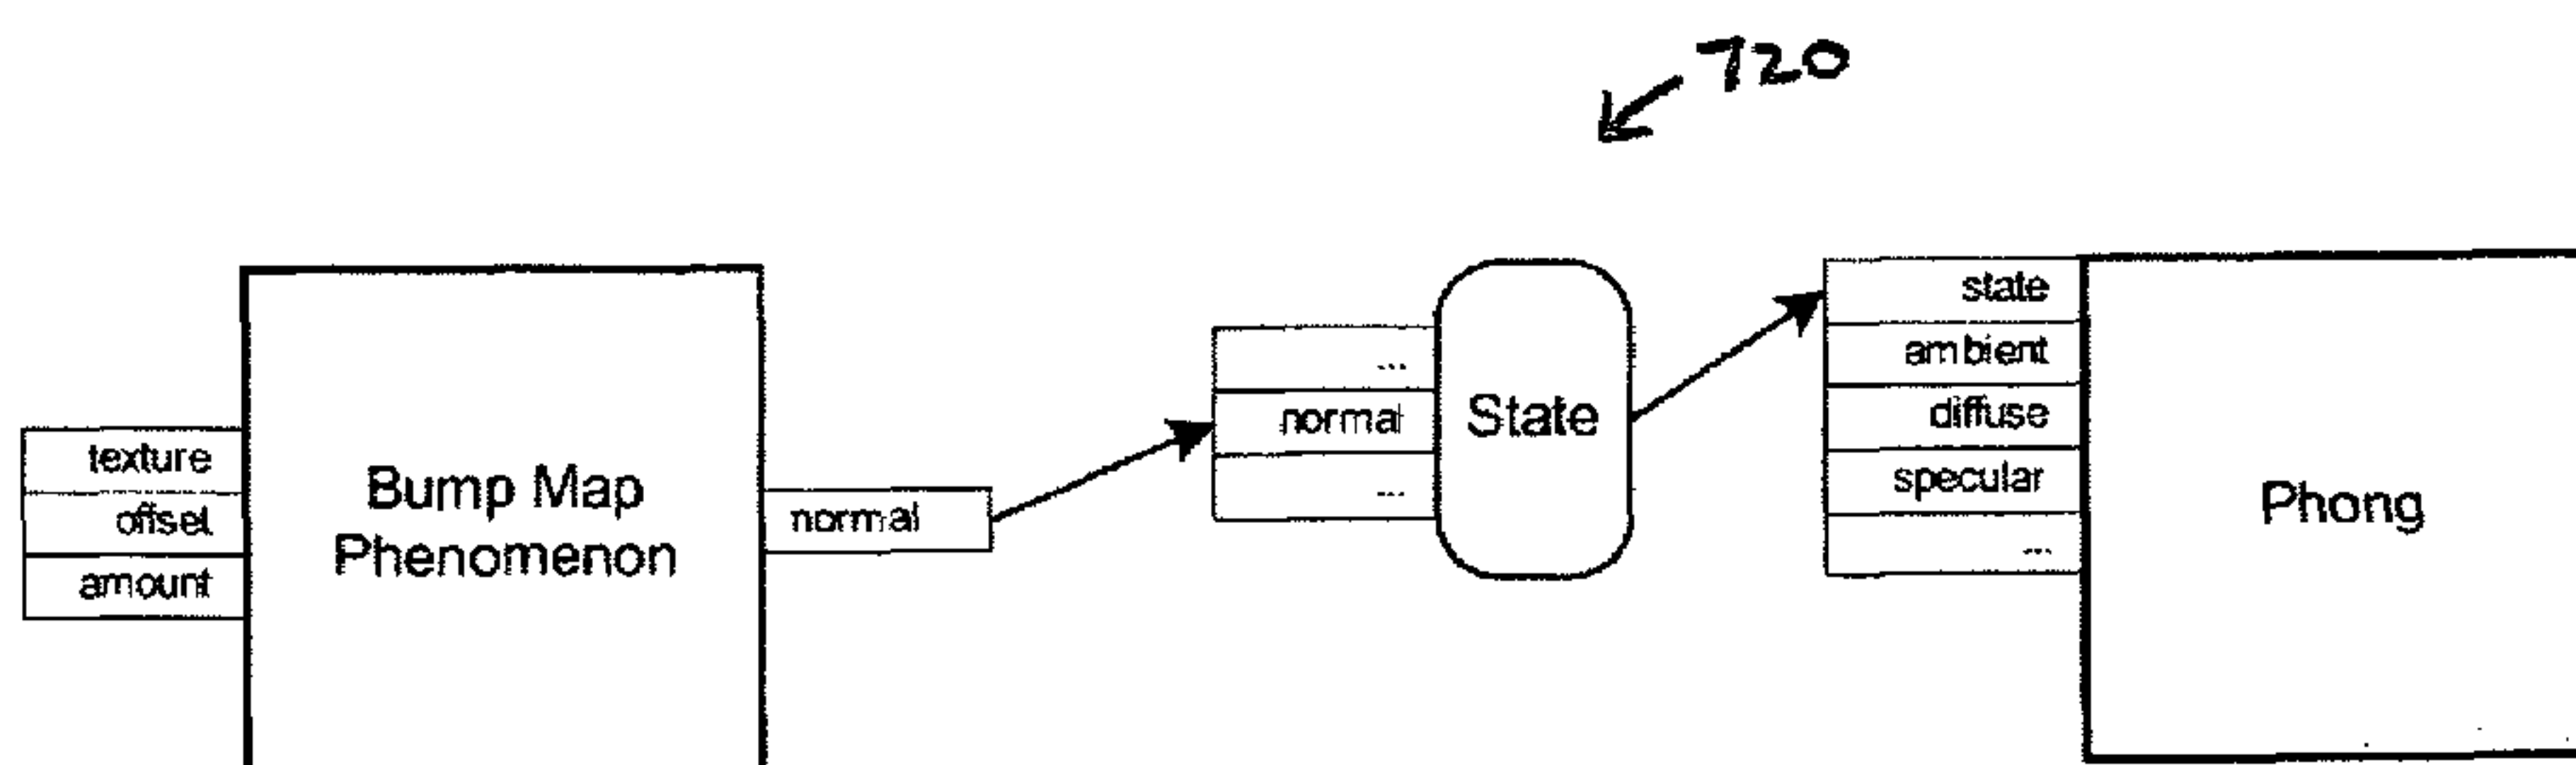 720
texture
offset
amount
Bump Map
Phenomenon
normal
...
normal
...
State
state
ambient
diffuse
specular
...
Phong